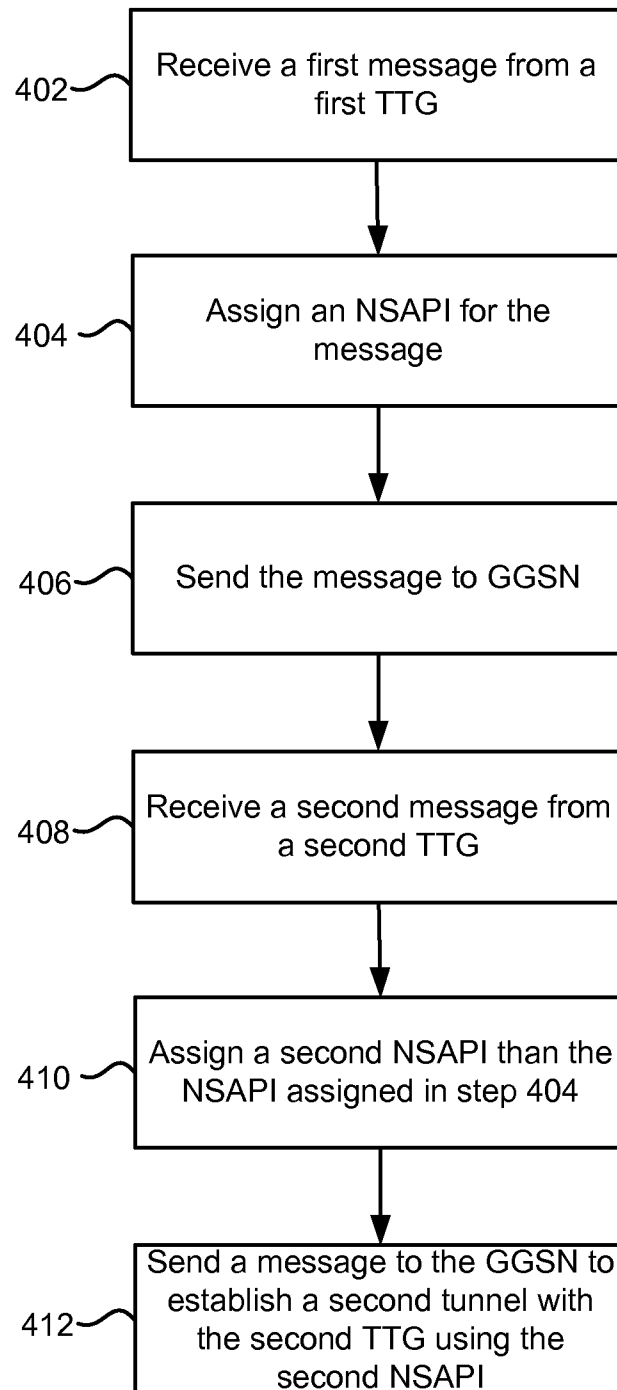 402
Receive a first message from a
first TTG
404
Assign an NSAPI for the
message
406
Send the message to GGSN
408
Receive a second message from
a second TTG
410
Assign a second NSAPI than the
NSAPI assigned in step 404
412
Send a message to the GGSN to
establish a second tunnel with
the second TTG using the
second NSAPI